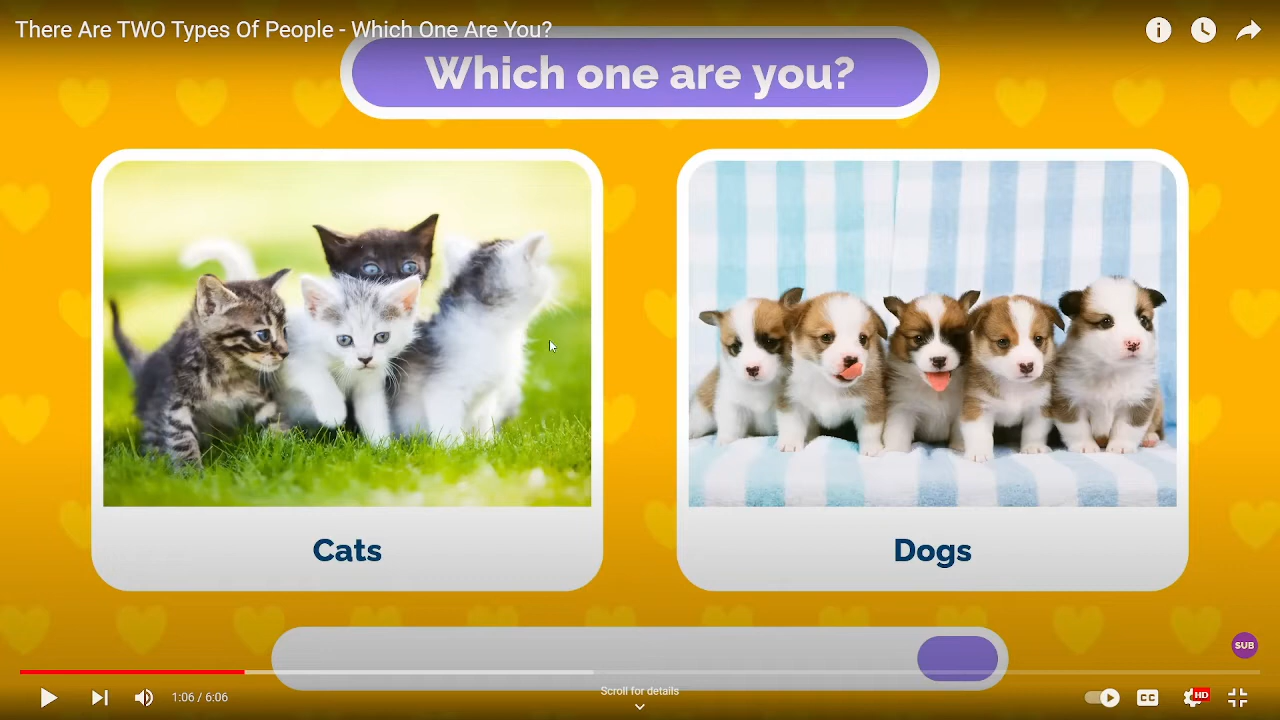 There Are TWO Types Of People - Which One Are You?
Which one are you?
Cats
Dogs
SUB
Scroll for details
1:06 / 6:06
CC
HD